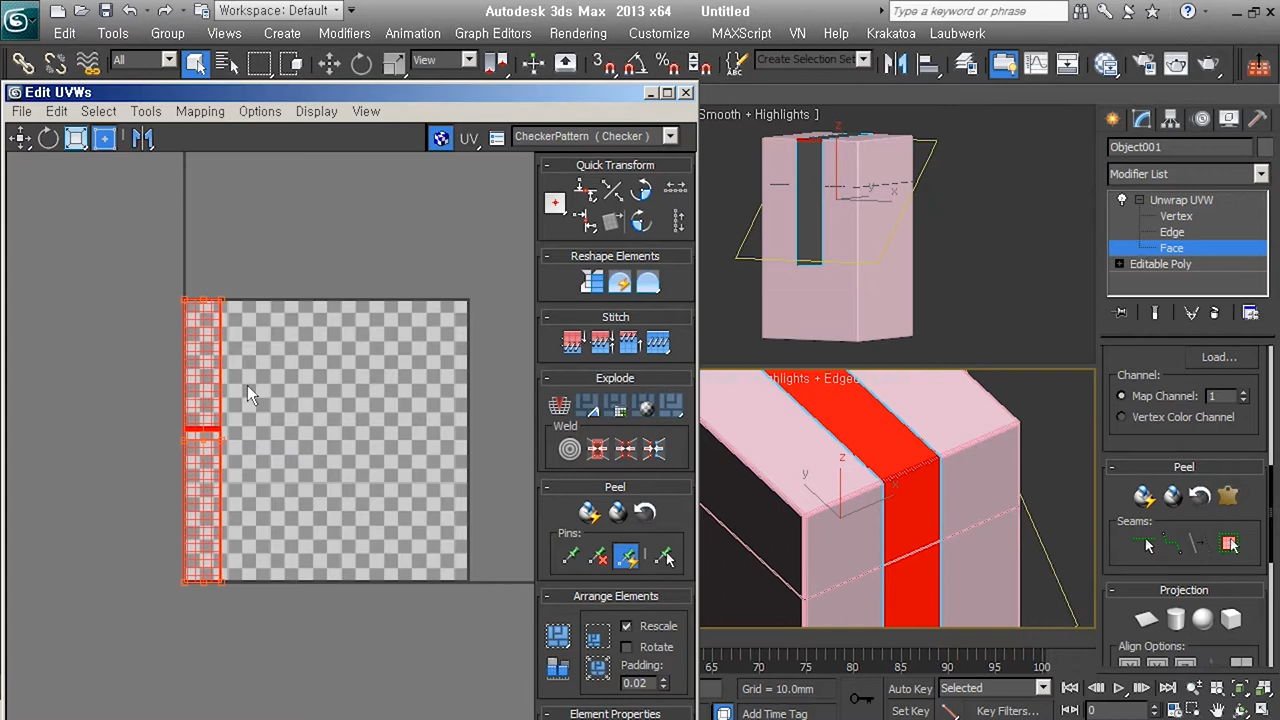 Workspace: Default
Autodesk 3ds Max 2013 x64 Untitled
Type a keyword or phrase
Edit Tools Group Views Create Modifiers Animation Graph Editors Rendering Customize MAXScript VN Help Krakatoa Laubwerk
All
View
Create Selection Set
Edit UVWs
File Edit Select Tools Mapping Options Display View
UV
CheckerPattern ( Checker )
Quick Transform
Reshape Elements
Stitch
Explode
Weld
Peel
Pins:
Arrange Elements
Rescale
Rotate
Padding:
0.02
Element Properties
Smooth + Highlights ]
z
y
x
hlights + Edged
z
y
x
Object001
Modifier List
Unwrap UVW
Vertex
Edge
Face
Editable Poly
Load...
Channel:
Map Channel: 1
Vertex Color Channel
Peel
Seams:
Projection
Align Options:
65 70 75 80 85 90 95 100
Grid = 10.0mm
Add Time Tag
Auto Key
Selected
Set Key
Key Filters...
0